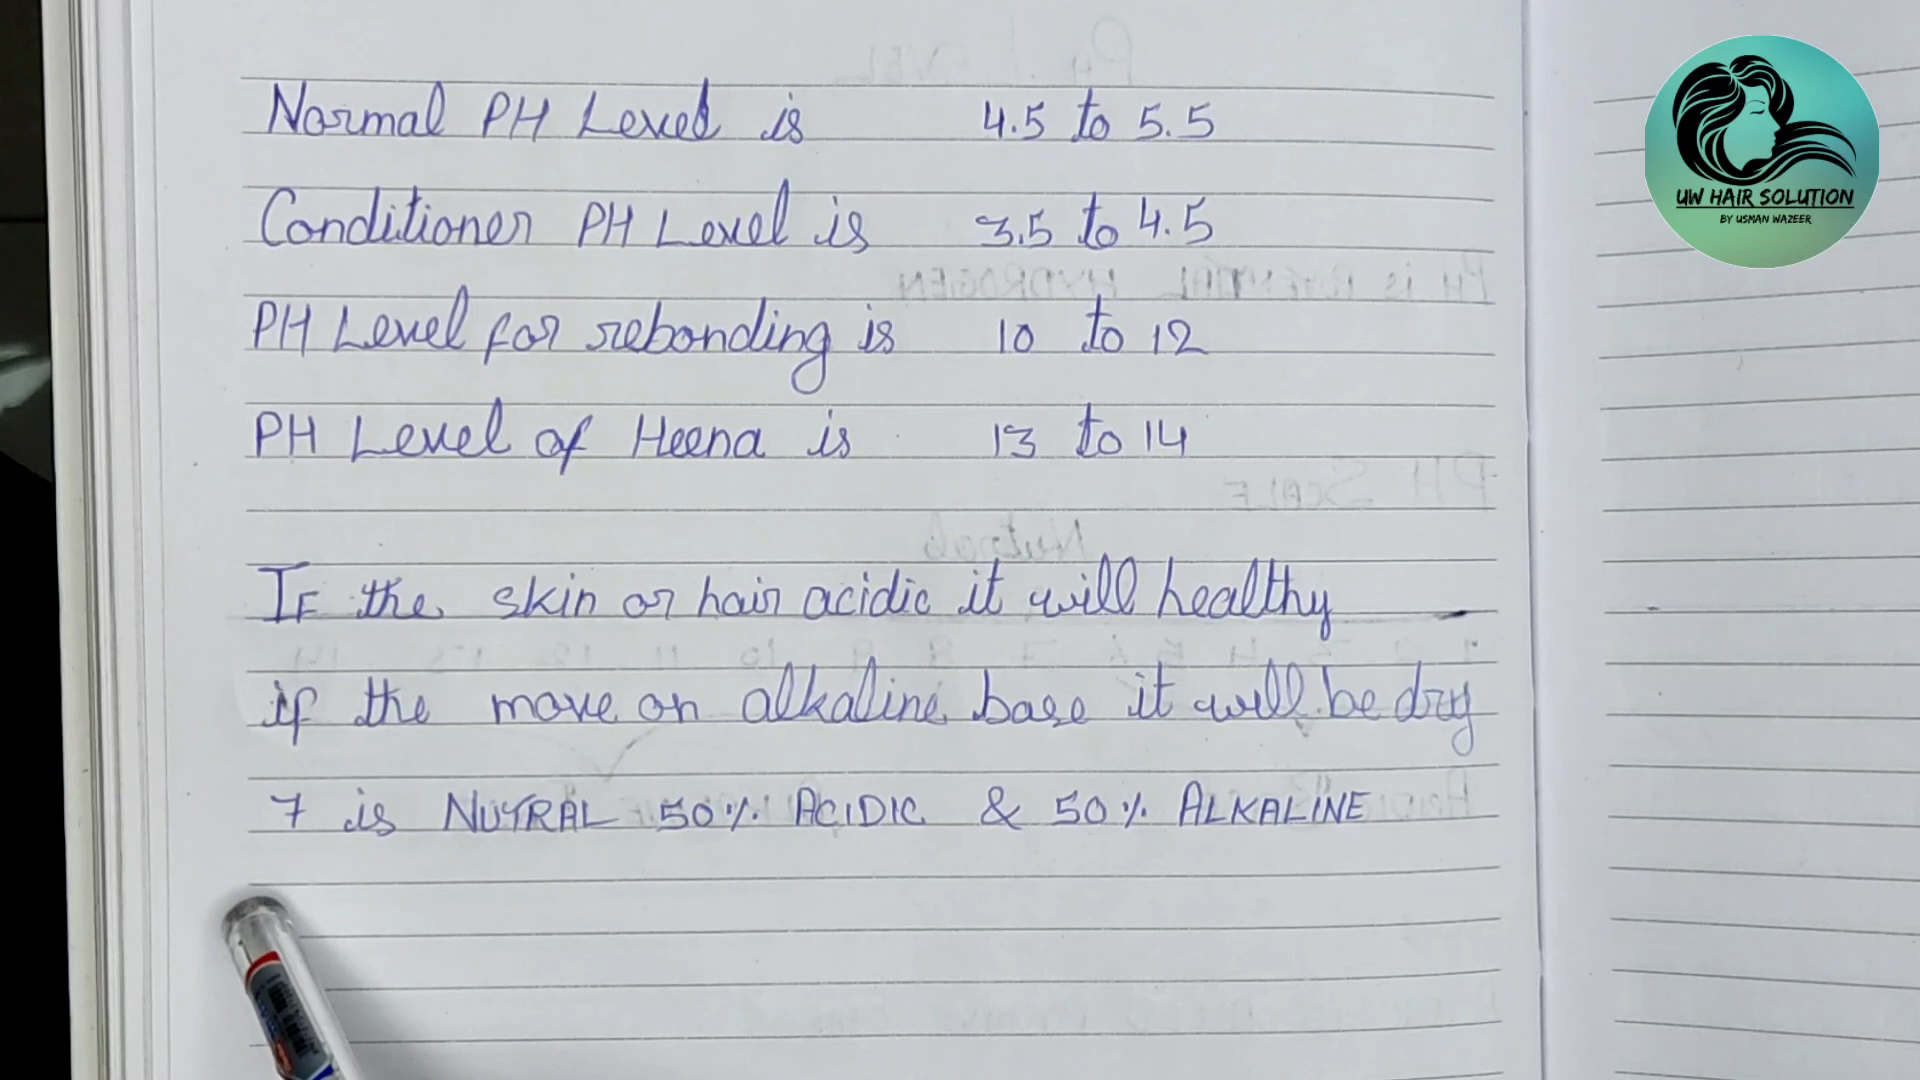 Normal PH Level is 4.5 to 5.5
Conditioner PH Level is 3.5 to 4.5
PH Level for rebonding is 10 to 12
PH Level of Heena is 13 to 14
IF the skin or hair acidic it will healthy
if the move on alkaline base it will be dry
7 is NUTRAL 50% ACIDIC & 50% ALKALINE
UW HAIR SOLUTION
BY USMAN WAZEER